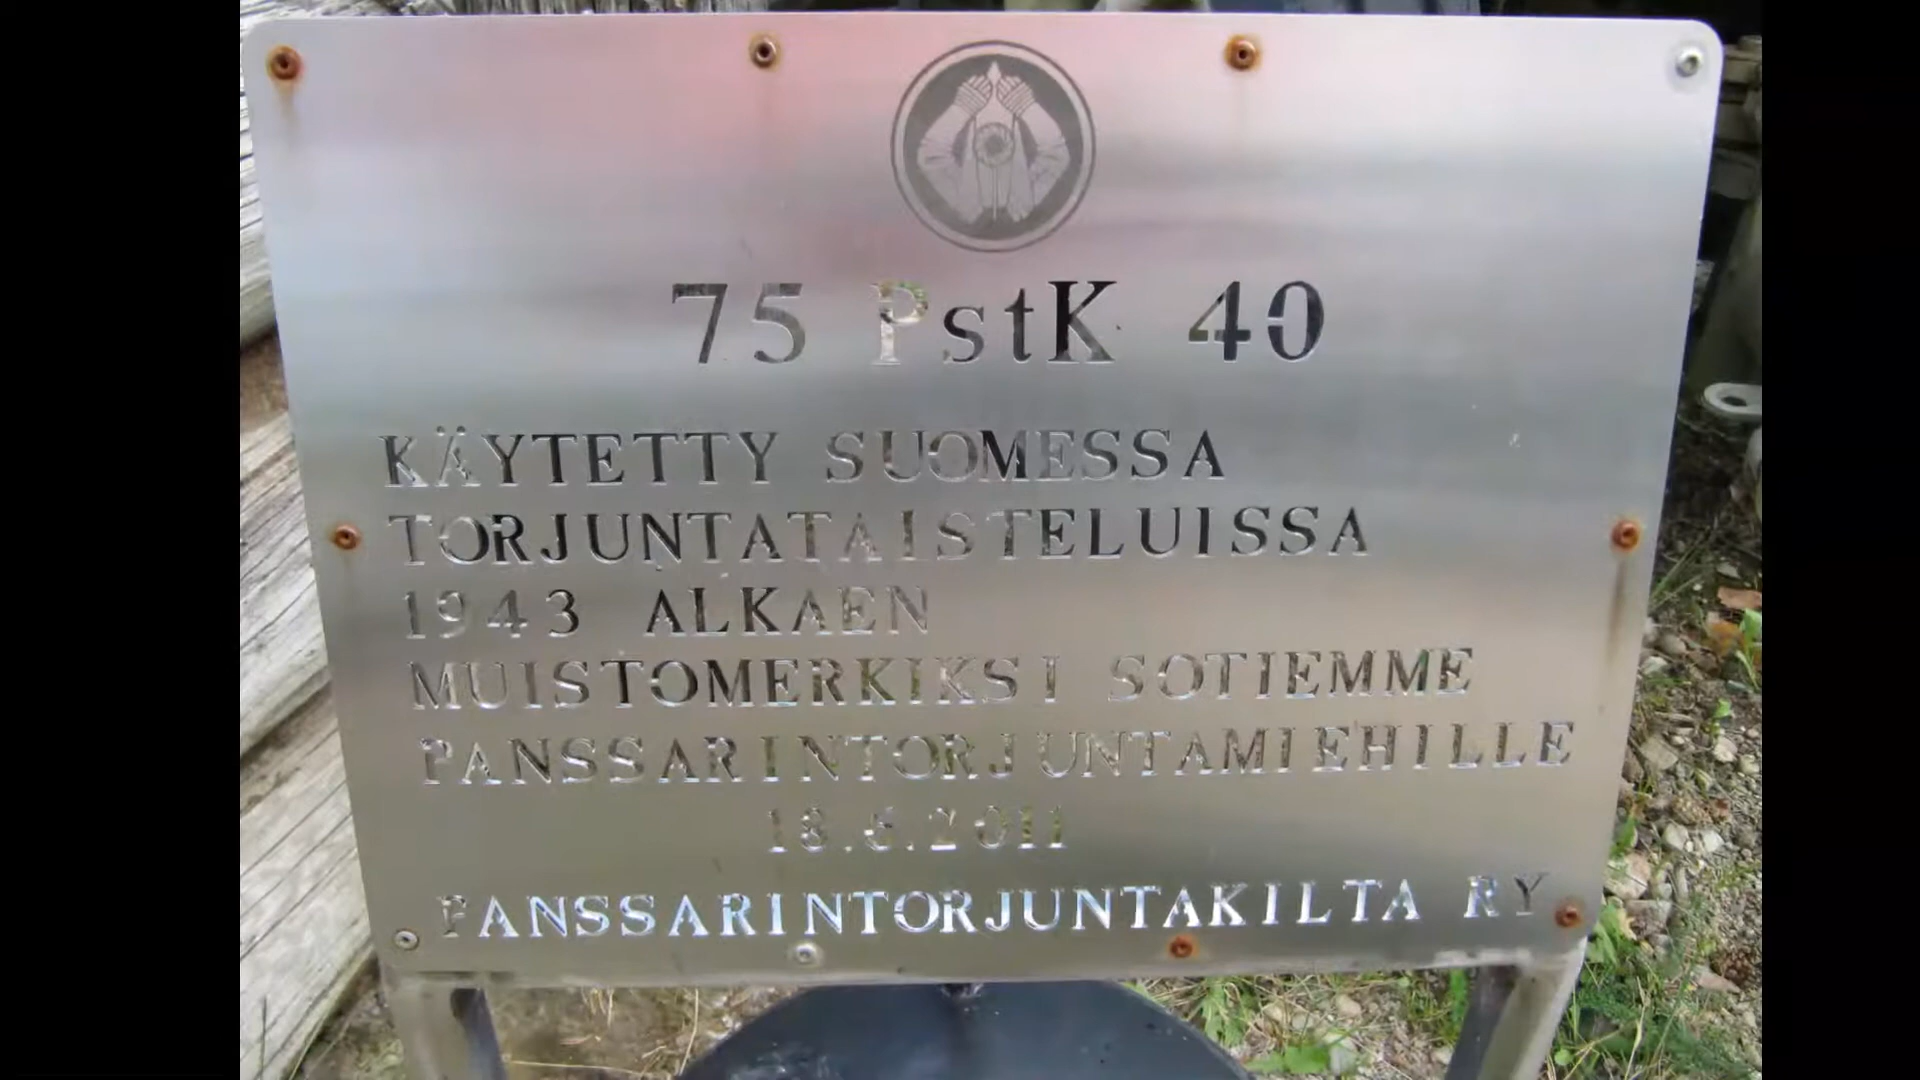 75 PstK 40
KÄYTETTY SUOMESSA
TORJUNTATAISTELUISSA
1943 ALKAEN
MUISTOMERKIKSI SOTIEMME
PANSSARINTORJUNTAMIEHILLE
18.6.2011
PANSSARINTORJUNTAKILTA RY